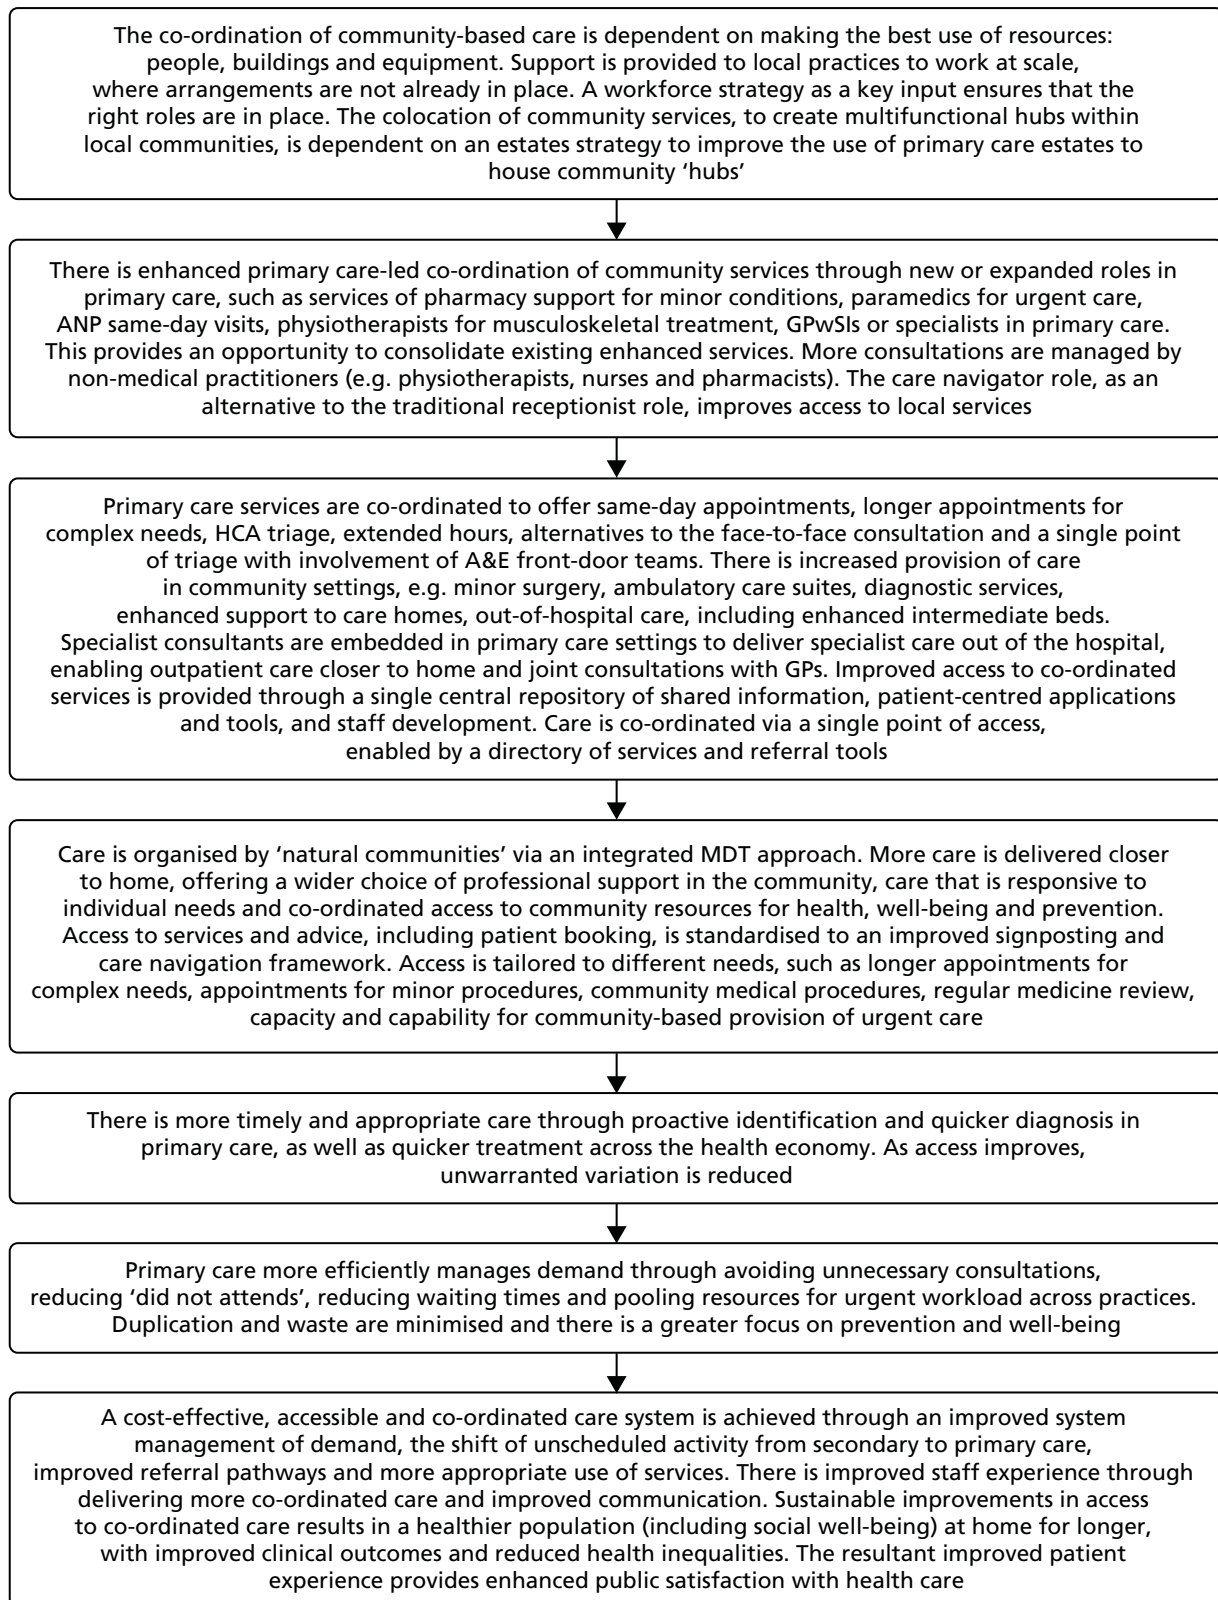 The co-ordination of community-based care is dependent on making the best use of resources:
people, buildings and equipment. Support is provided to local practices to work at scale,
where arrangements are not already in place. A workforce strategy as a key input ensures that the
right roles are in place. The colocation of community services, to create multifunctional hubs within
local communities, is dependent on an estates strategy to improve the use of primary care estates to
house community ‘hubs’
There is enhanced primary care-led co-ordination of community services through new or expanded roles in
primary care, such as services of pharmacy support for minor conditions, paramedics for urgent care,
ANP same-day visits, physiotherapists for musculoskeletal treatment, GPwSIs or specialists in primary care.
This provides an opportunity to consolidate existing enhanced services. More consultations are managed by
non-medical practitioners (e.g. physiotherapists, nurses and pharmacists). The care navigator role, as an
alternative to the traditional receptionist role, improves access to local services
Primary care services are co-ordinated to offer same-day appointments, longer appointments for
complex needs, HCA triage, extended hours, alternatives to the face-to-face consultation and a single point
of triage with involvement of A&E front-door teams. There is increased provision of care
in community settings, e.g. minor surgery, ambulatory care suites, diagnostic services,
enhanced support to care homes, out-of-hospital care, including enhanced intermediate beds.
Specialist consultants are embedded in primary care settings to deliver specialist care out of the hospital,
enabling outpatient care closer to home and joint consultations with GPs. Improved access to co-ordinated
services is provided through a single central repository of shared information, patient-centred applications
and tools, and staff development. Care is co-ordinated via a single point of access,
enabled by a directory of services and referral tools
Care is organised by ‘natural communities’ via an integrated MDT approach. More care is delivered closer
to home, offering a wider choice of professional support in the community, care that is responsive to
individual needs and co-ordinated access to community resources for health, well-being and prevention.
Access to services and advice, including patient booking, is standardised to an improved signposting and
care navigation framework. Access is tailored to different needs, such as longer appointments for
complex needs, appointments for minor procedures, community medical procedures, regular medicine review,
capacity and capability for community-based provision of urgent care
There is more timely and appropriate care through proactive identification and quicker diagnosis in
primary care, as well as quicker treatment across the health economy. As access improves,
unwarranted variation is reduced
Primary care more efficiently manages demand through avoiding unnecessary consultations,
reducing ‘did not attends’, reducing waiting times and pooling resources for urgent workload across practices.
Duplication and waste are minimised and there is a greater focus on prevention and well-being
A cost-effective, accessible and co-ordinated care system is achieved through an improved system
management of demand, the shift of unscheduled activity from secondary to primary care,
improved referral pathways and more appropriate use of services. There is improved staff experience through
delivering more co-ordinated care and improved communication. Sustainable improvements in access
to co-ordinated care results in a healthier population (including social well-being) at home for longer,
with improved clinical outcomes and reduced health inequalities. The resultant improved patient
experience provides enhanced public satisfaction with health care